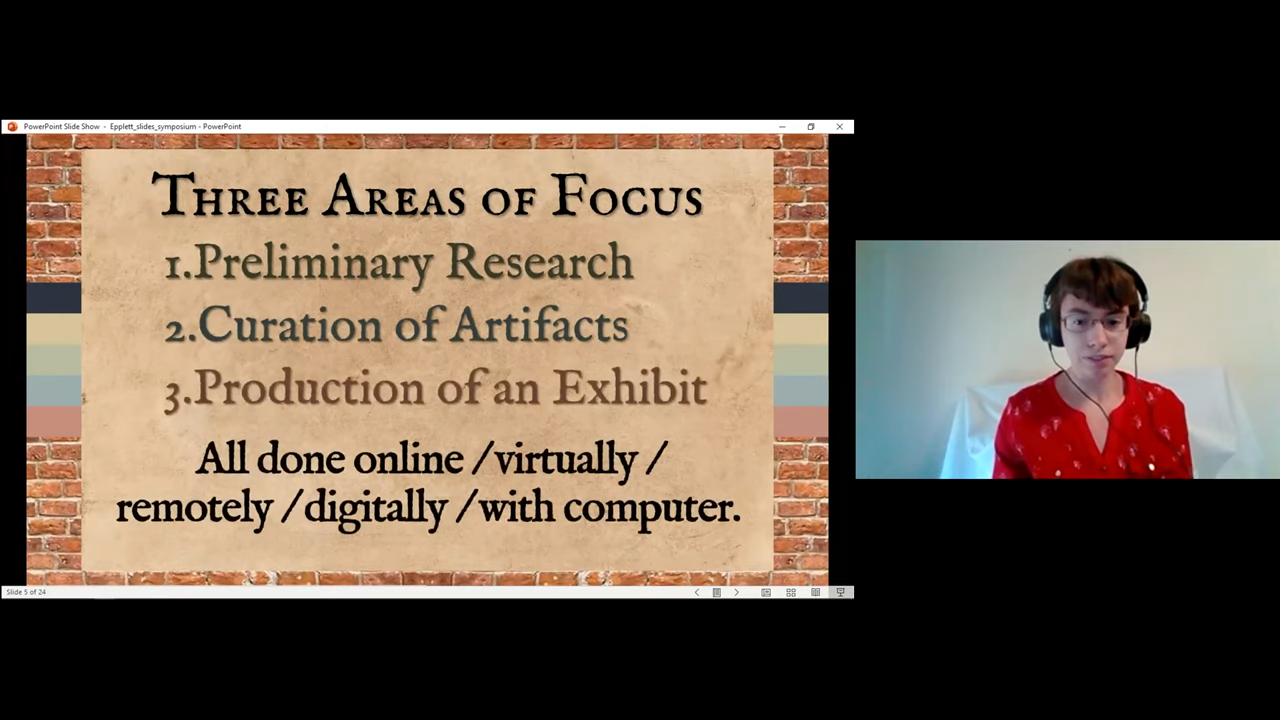 PowerPoint Slide Show - Epplett_slides_symposium - PowerPoint
Three Areas of Focus
1.Preliminary Research
2.Curation of Artifacts
3.Production of an Exhibit
All done online /virtually /
remotely /digitally /with computer.
Slide 5 of 24